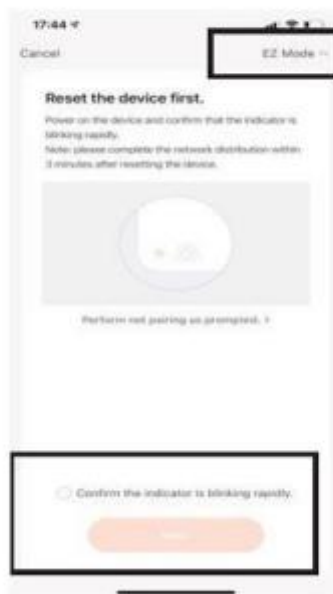 17:44
Cancel
EZ Mode
Reset the device first.
Power on the device and confirm that the indicator is
blinking rapidly.
Note: please complete the network distribution within
3 minutes after resetting the device.
Perform net pairing as prompted. >
Confirm the indicator is blinking rapidly.